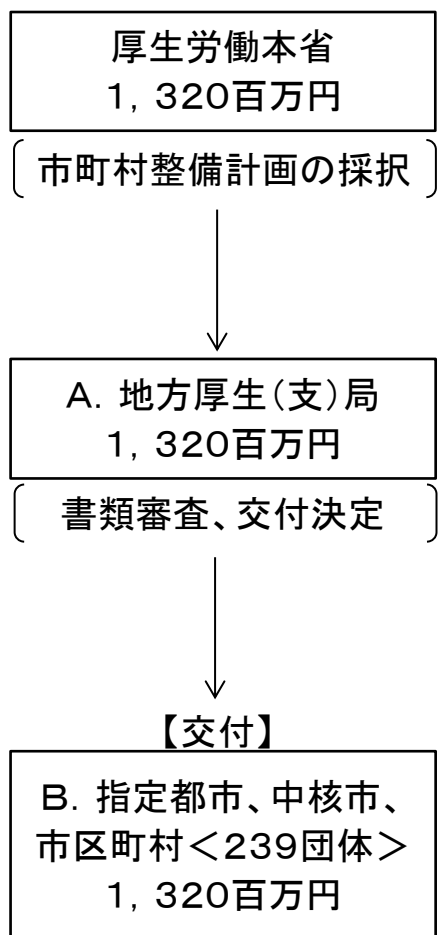 厚生労働本省
1，320百万円
市町村整備計画の採択
A．地方厚生（支）局
1，320百万円
書類審査、交付決定
【交付】
B．指定都市、中核市、
市区町村＜239団体＞
1，320百万円